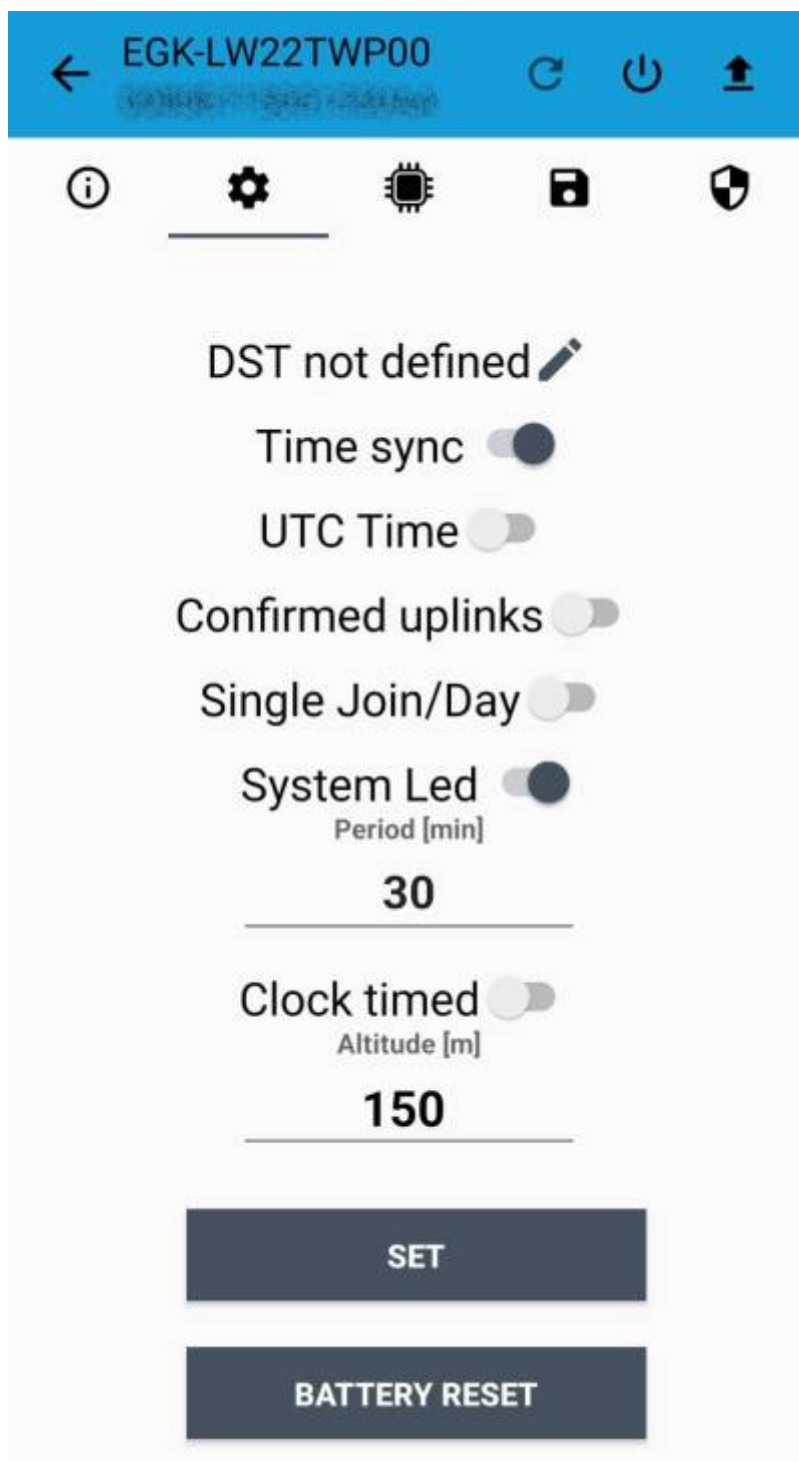 EGK-LW22TWP00
DST not defined
Time sync
UTC Time
Confirmed uplinks
Single Join/Day
System Led
Period [min]
30
Clock timed
Altitude [m]
150
SET
BATTERY RESET